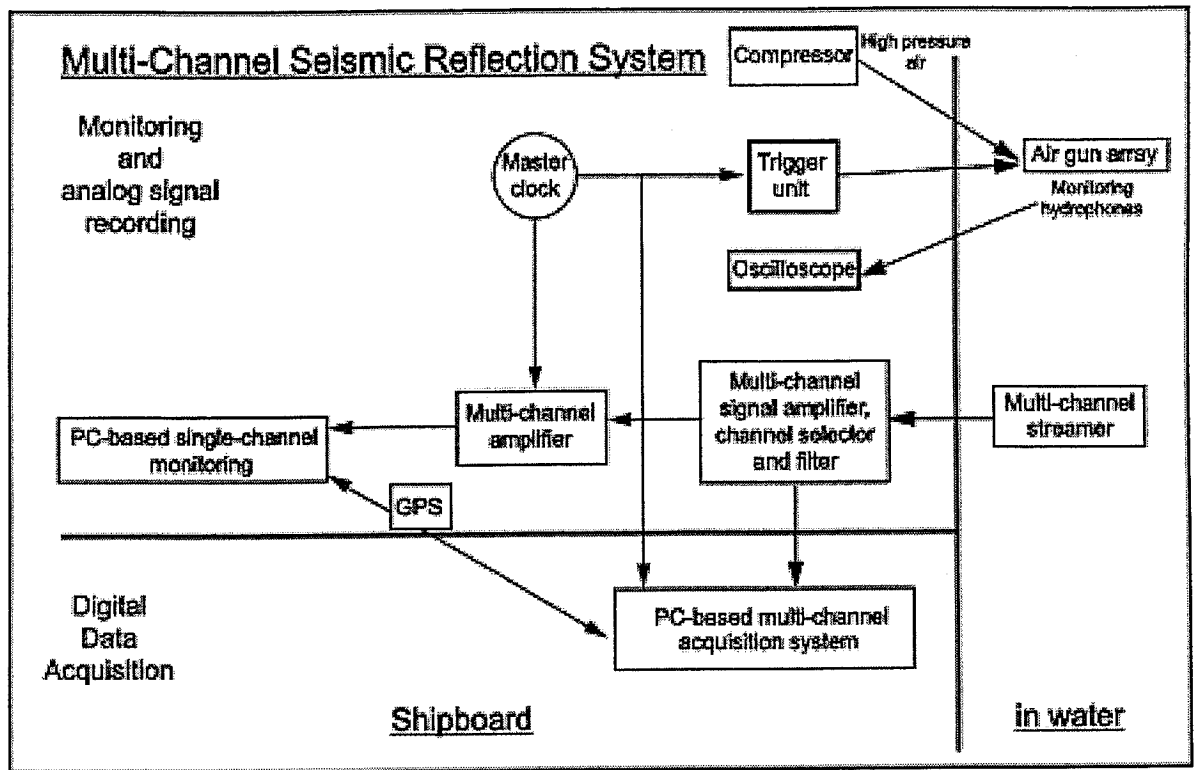 Multi-Channel Seismic Reflection System
Compressor
High pressure
air
Monitoring
and
analog signal
recording
Master
clock
Trigger
unit
Air gun array
Monitoring
hydrophones
Oscilloscope
PC-based single-channel
monitoring
Multi-channel
amplifier
Multi-channel
signal amplifier,
channel selector
and filter
Multi-channel
streamer
GPS
Digital
Data
Acquisition
PC-based multi-channel
acquisition system
Shipboard
in water